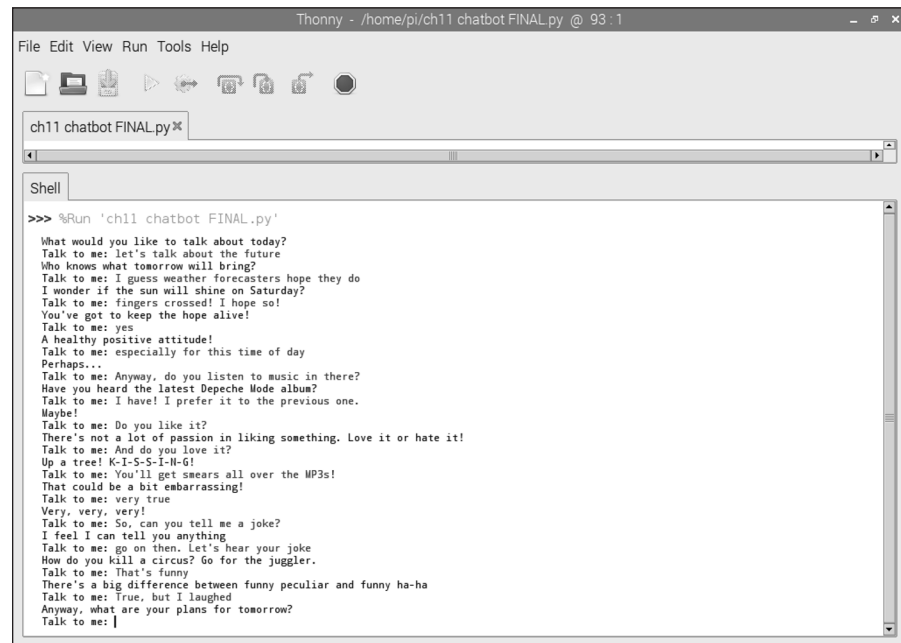 Thonny - /home/pi/ch11 chatbot FINAL.py @ 93 : 1
File Edit View Run Tools Help
ch11 chatbot FINAL.py
Shell
>>> %Run 'ch11 chatbot FINAL.py'
What would you like to talk about today?
Talk to me: let's talk about the future
Who knows what tomorrow will bring?
Talk to me: I guess weather forecasters hope they do
I wonder if the sun will shine on Saturday?
Talk to me: fingers crossed! I hope so!
You've got to keep the hope alive!
Talk to me: yes
A healthy positive attitude!
Talk to me: especially for this time of day
Perhaps...
Talk to me: Anyway, do you listen to music in there?
Have you heard the latest Depeche Mode album?
Talk to me: I have! I prefer it to the previous one.
Maybe!
Talk to me: Do you like it?
There's not a lot of passion in liking something. Love it or hate it!
Talk to me: And do you love it?
Up a tree! K-I-S-S-I-N-G!
Talk to me: You'll get smears all over the MP3s!
That could be a bit embarrassing!
Talk to me: very true
Very, very, very!
Talk to me: So, can you tell me a joke?
I feel I can tell you anything
Talk to me: go on then. Let's hear your joke
How do you kill a circus? Go for the juggler.
Talk to me: That's funny
There's a big difference between funny peculiar and funny ha-ha
Talk to me: True, but I laughed
Anyway, what are your plans for tomorrow?
Talk to me: